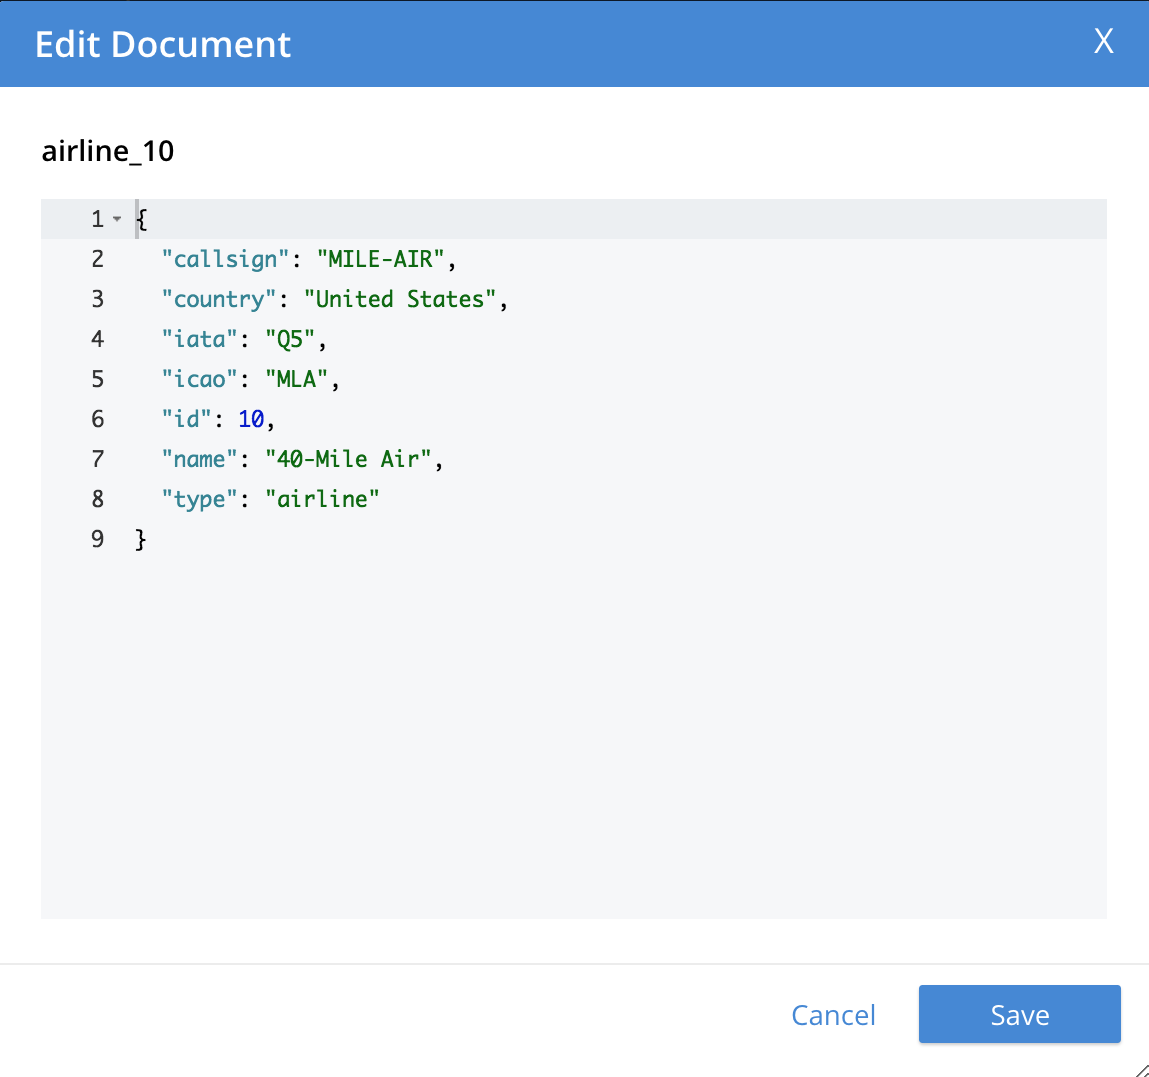 Edit Document X
airline_10
1 {
2 "callsign": "MILE-AIR",
3 "country": "United States",
4 "iata": "Q5",
5 "icao": "MLA",
6 "id": 10,
7 "name": "40-Mile Air",
8 "type": "airline"
9 }
Cancel Save